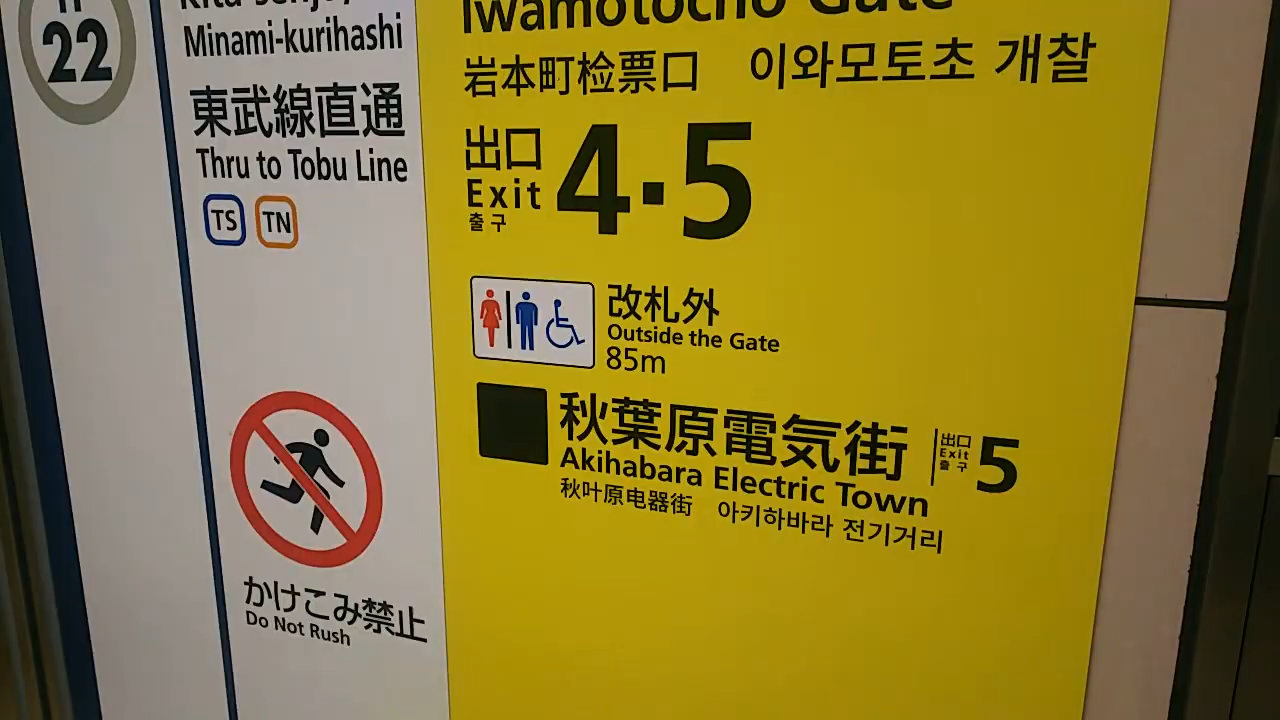 22
Minami-kurihashi
東武線直通
Thru to Tobu Line
TS TN
かけこみ禁止
Do Not Rush
Iwamotocho Gate
岩本町检票口 이와모토초 개찰
出口
Exit
출구
4·5
改札外
Outside the Gate
85m
秋葉原電気街
Akihabara Electric Town
秋叶原电器街 아키하바라 전기거리
出口
Exit
출구
5